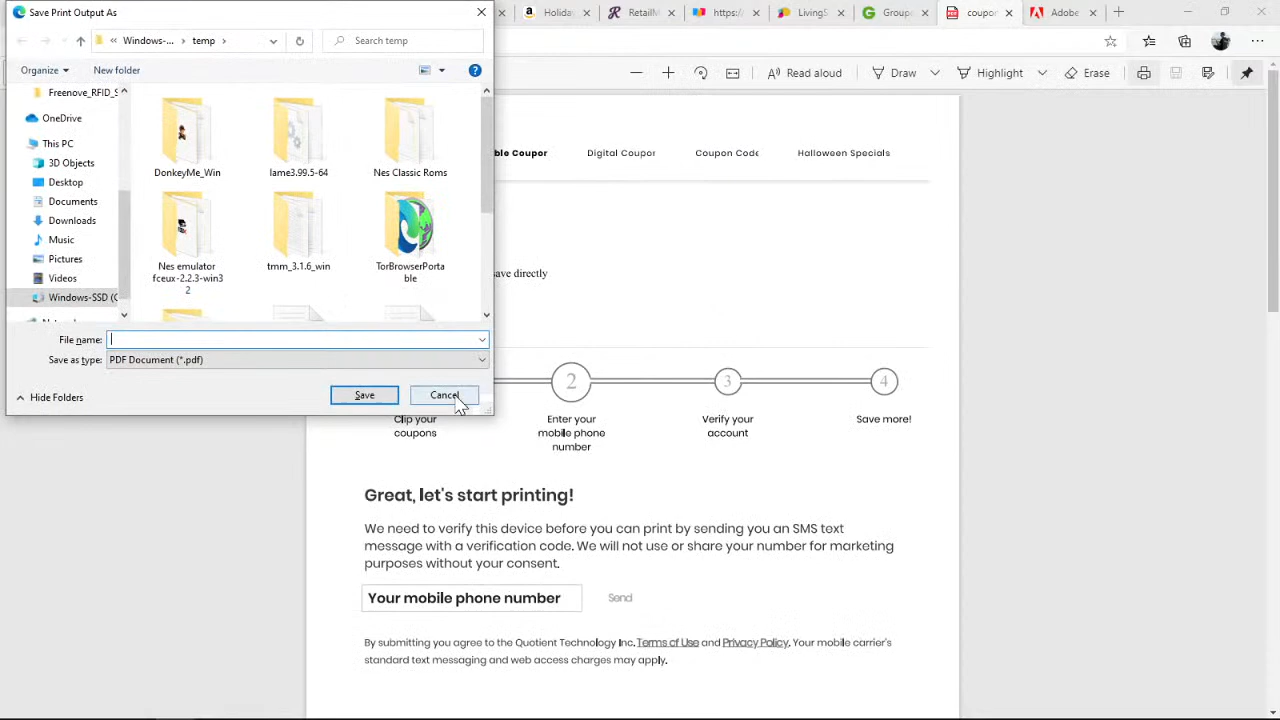 Save Print Output As
Holiday
RetailM
https:/
LivingS
Groupo
coupor
Adobe
Windows-...
temp
Search temp
Organize
New folder
Read aloud
Draw
Highlight
Erase
Freenove_RFID_S
OneDrive
This PC
3D Objects
Desktop
Documents
Downloads
Music
Pictures
Videos
Windows-SSD (C
DonkeyMe_Win
lame3.99.5-64
Nes Classic Roms
Nes emulator
fceux-2.2.3-win3
2
tmm_3.1.6_win
TorBrowserPorta
ble
File name:
Save as type:
PDF Document (*.pdf)
Hide Folders
Save
Cancel
ble Coupor
Digital Coupor
Coupon Code
Halloween Specials
save directly
2
3
4
Clip your
coupons
Enter your
mobile phone
number
Verify your
account
Save more!
Great, let's start printing!
We need to verify this device before you can print by sending you an SMS text
message with a verification code. We will not use or share your number for marketing
purposes without your consent.
Your mobile phone number
Send
By submitting you agree to the Quotient Technology Inc. Terms of Use and Privacy Policy. Your mobile carrier's
standard text messaging and web access charges may apply.